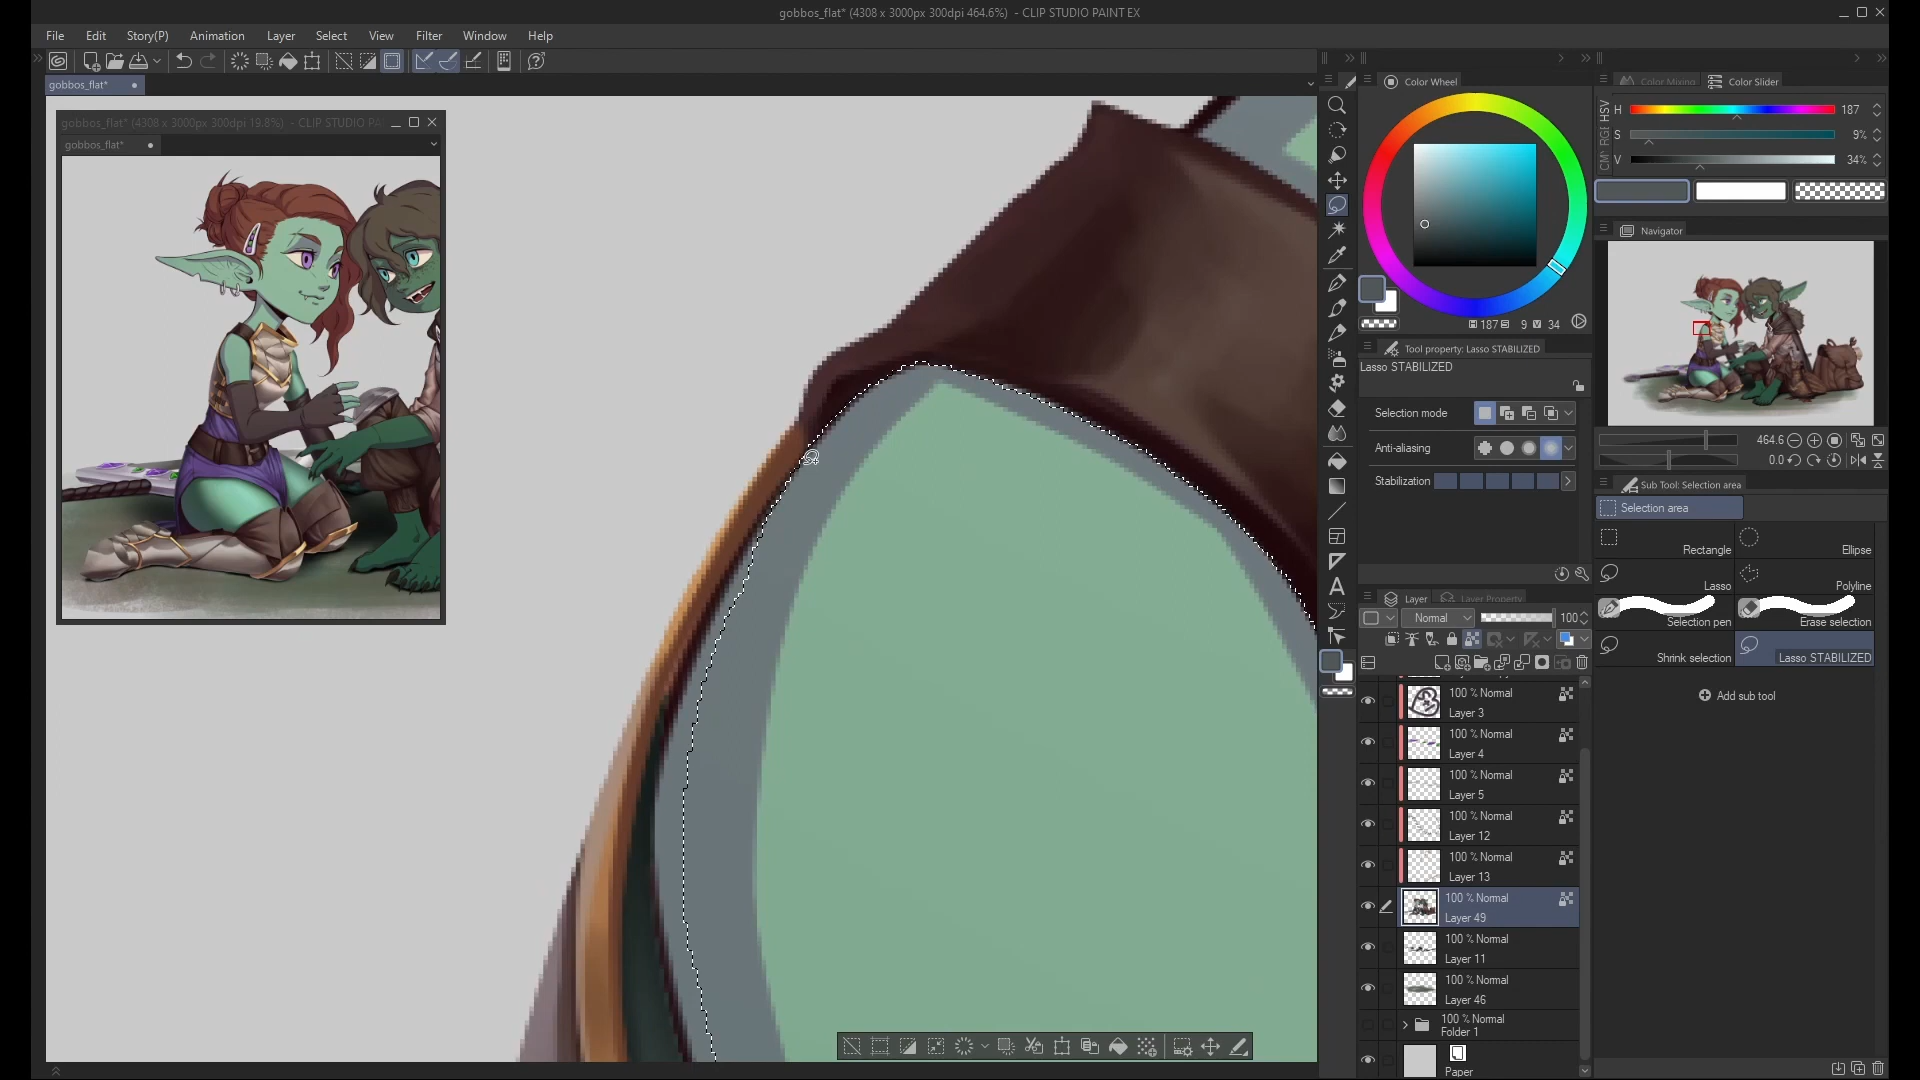 gobbos_flat* (4308 x 3000px 300dpi 464.6%)  - CLIP STUDIO PAINT EX
File Edit Story(P) Animation Layer Select View Filter Window Help
gobbos_flat*
gobbos_flat* (4308 x 3000px 300dpi 19.8%)  - CLIP STUDIO PA
gobbos_flat*
Color Wheel
187 9 34
Tool property: Lasso STABILIZED
Lasso STABILIZED
Selection mode
Anti-aliasing
Stabilization
Layer Layer Property
Normal 100
100 % Normal
Layer 3
100 % Normal
Layer 4
100 % Normal
Layer 5
100 % Normal
Layer 12
100 % Normal
Layer 13
100 % Normal
Layer 49
100 % Normal
Layer 11
100 % Normal
Layer 46
100 % Normal
Folder 1
Paper
Color Mixing Color Slider
HSV
RGB
H 187
S 9%
V 34%
Navigator
464.6
0.0
Sub Tool: Selection area
Selection area
Rectangle Ellipse
Lasso Polyline
Selection pen Erase selection
Shrink selection Lasso STABILIZED
Add sub tool